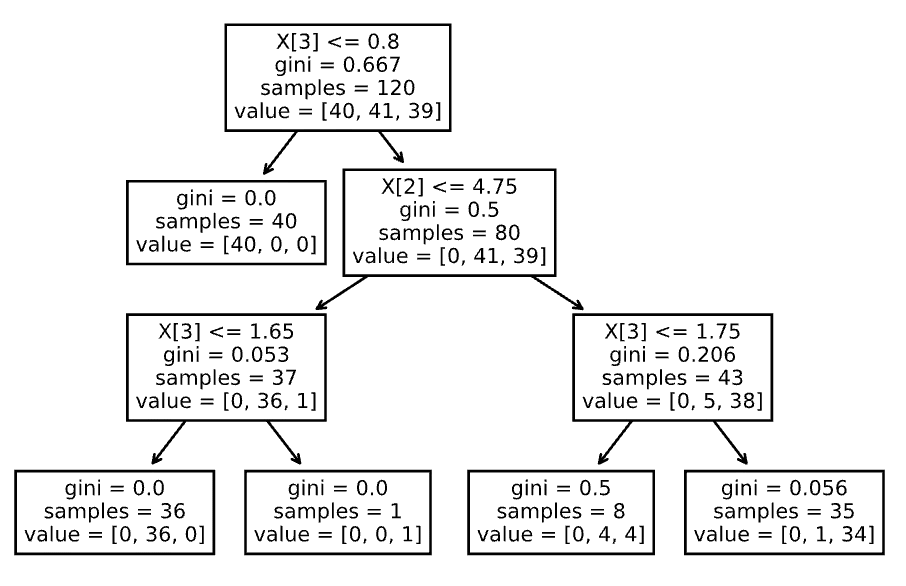 X[3] <= 0.8
gini = 0.667
samples = 120
value = [40, 41, 39]
gini = 0.0
samples = 40
value = [40, 0, 0]
X[2] <= 4.75
gini = 0.5
samples = 80
value = [0, 41, 39]
X[3] <= 1.65
gini = 0.053
samples = 37
value = [0, 36, 1]
X[3] <= 1.75
gini = 0.206
samples = 43
value = [0, 5, 38]
gini = 0.0
samples = 36
value = [0, 36, 0]
gini = 0.0
samples = 1
value = [0, 0, 1]
gini = 0.5
samples = 8
value = [0, 4, 4]
gini = 0.056
samples = 35
value = [0, 1, 34]